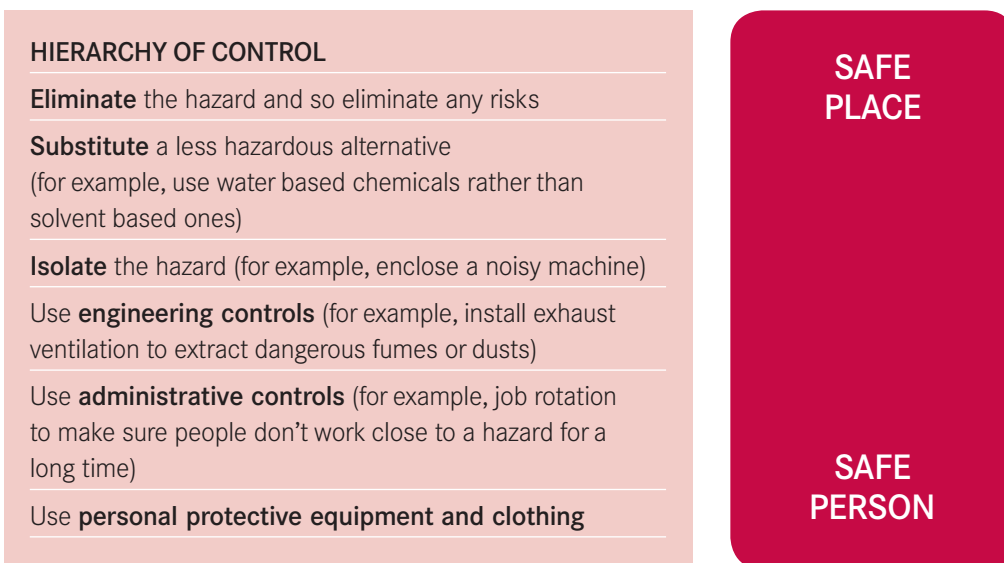 HIERARCHY OF CONTROL
Eliminate the hazard and so eliminate any risks
Substitute a less hazardous alternative
(for example, use water based chemicals rather than
solvent based ones)
Isolate the hazard (for example, enclose a noisy machine)
Use engineering controls (for example, install exhaust
ventilation to extract dangerous fumes or dusts)
Use administrative controls (for example, job rotation
to make sure people don’t work close to a hazard for a
long time)
Use personal protective equipment and clothing
SAFE
PLACE
SAFE
PERSON